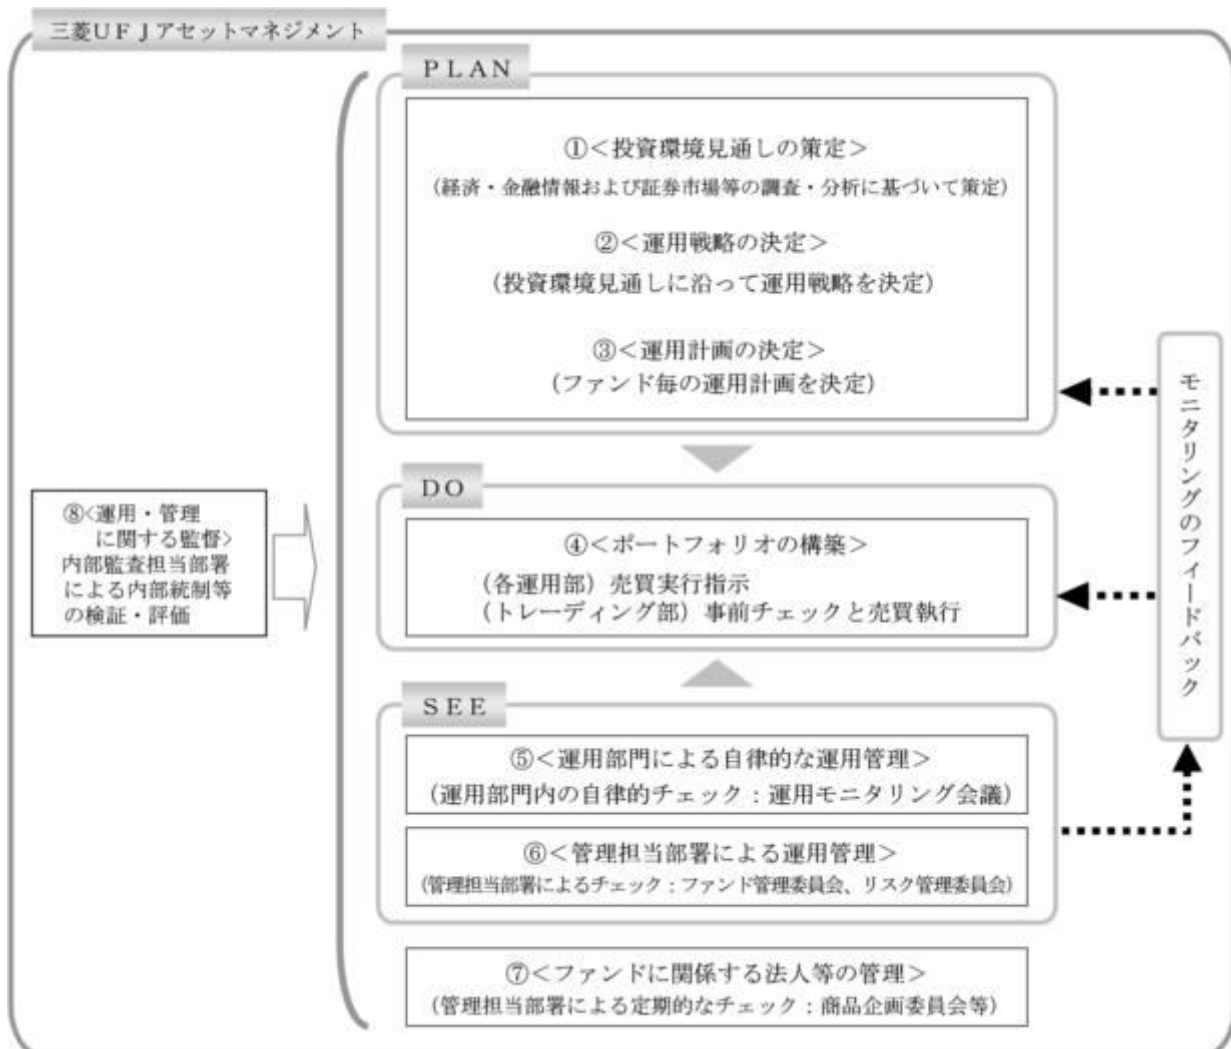 三菱ＵＦＪアセットマネジメント
ＰＬＡＮ
①＜投資環境見通しの策定＞
（経済・金融情報および証券市場等の調査・分析に基づいて策定）
②＜運用戦略の決定＞
（投資環境見通しに沿って運用戦略を決定）
③＜運用計画の決定＞
（ファンド毎の運用計画を決定）
ＤＯ
④＜ポートフォリオの構築＞
（各運用部）売買実行指示
（トレーディング部）事前チェックと売買執行
ＳＥＥ
⑤＜運用部門による自律的な運用管理＞
（運用部門内の自律的チェック：運用モニタリング会議）
⑥＜管理担当部署による運用管理＞
（管理担当部署によるチェック：ファンド管理委員会、リスク管理委員会）
⑦＜ファンドに関係する法人等の管理＞
（管理担当部署による定期的なチェック：商品企画委員会等）
⑧<運用・管理
に関する監督>
内部監査担当部署
による内部統制等
の検証・評価
モニタリングのフィードバック